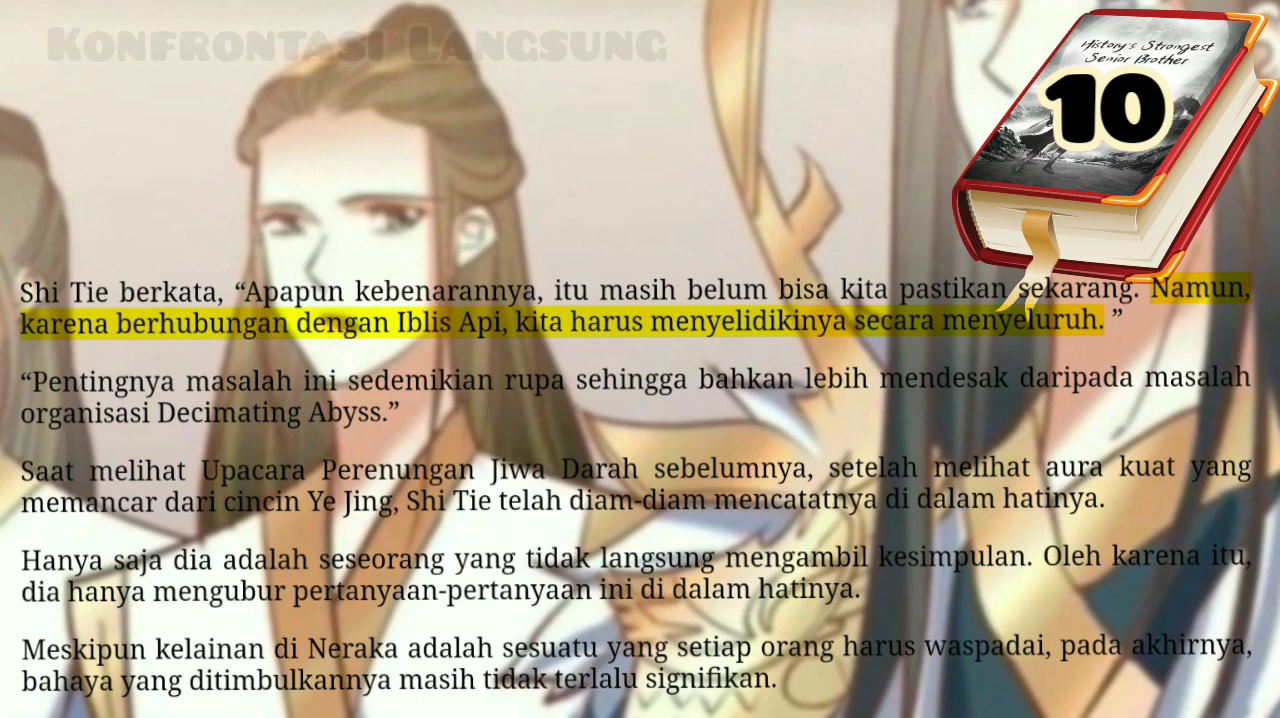 Konfrontasi Langsung
History's Strongest
Senior Brother
10
Shi Tie berkata, “Apapun kebenarannya, itu masih belum bisa kita pastikan sekarang. Namun,
karena berhubungan dengan Iblis Api, kita harus menyelidikinya secara menyeluruh. ”
“Pentingnya masalah ini sedemikian rupa sehingga bahkan lebih mendesak daripada masalah
organisasi Decimating Abyss.”
Saat melihat Upacara Perenungan Jiwa Darah sebelumnya, setelah melihat aura kuat yang
memancar dari cincin Ye Jing, Shi Tie telah diam-diam mencatatnya di dalam hatinya.
Hanya saja dia adalah seseorang yang tidak langsung mengambil kesimpulan. Oleh karena itu,
dia hanya mengubur pertanyaan-pertanyaan ini di dalam hatinya.
Meskipun kelainan di Neraka adalah sesuatu yang setiap orang harus waspadai, pada akhirnya,
bahaya yang ditimbulkannya masih tidak terlalu signifikan.